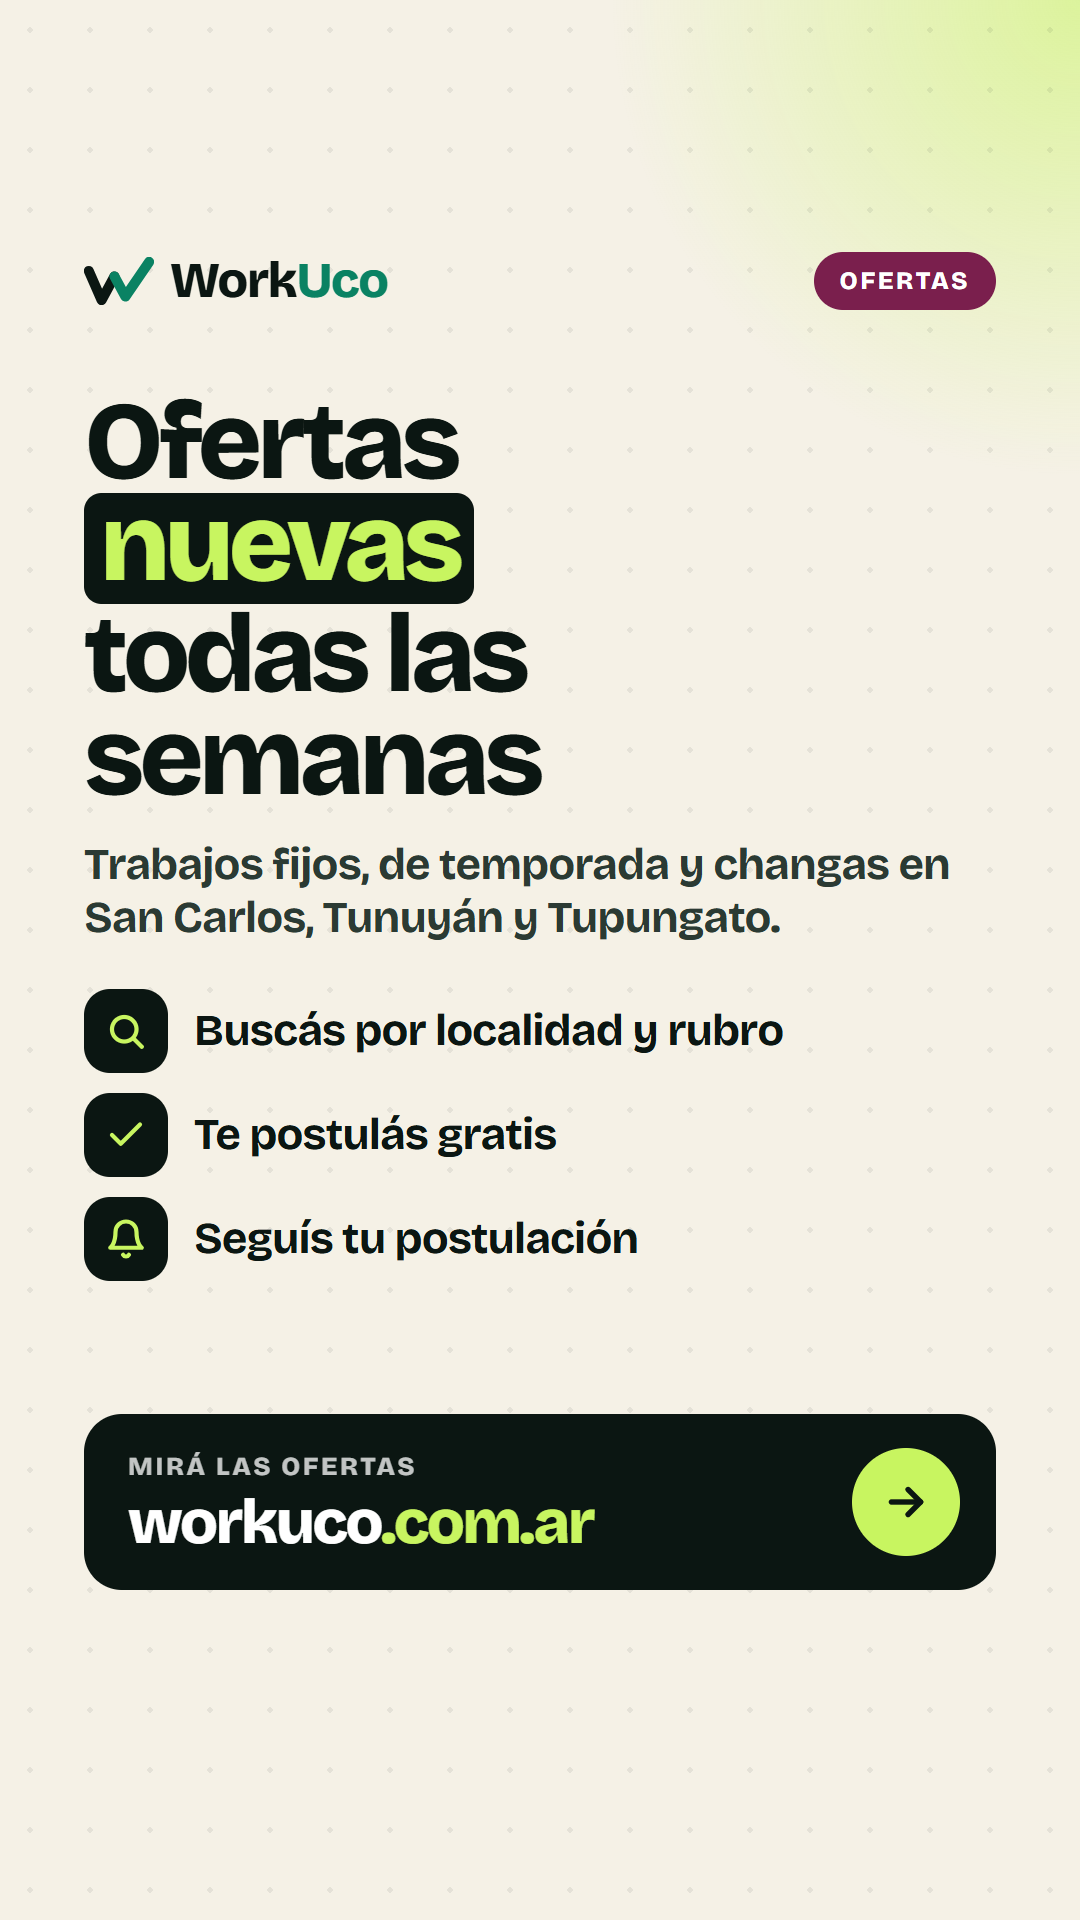 WorkUco
OFERTAS
Ofertas
nuevas
todas las
semanas
Trabajos fijos, de temporada y changas en
San Carlos, Tunuyán y Tupungato.
Buscás por localidad y rubro
Te postulás gratis
Seguís tu postulación
MIRÁ LAS OFERTAS
workuco.com.ar